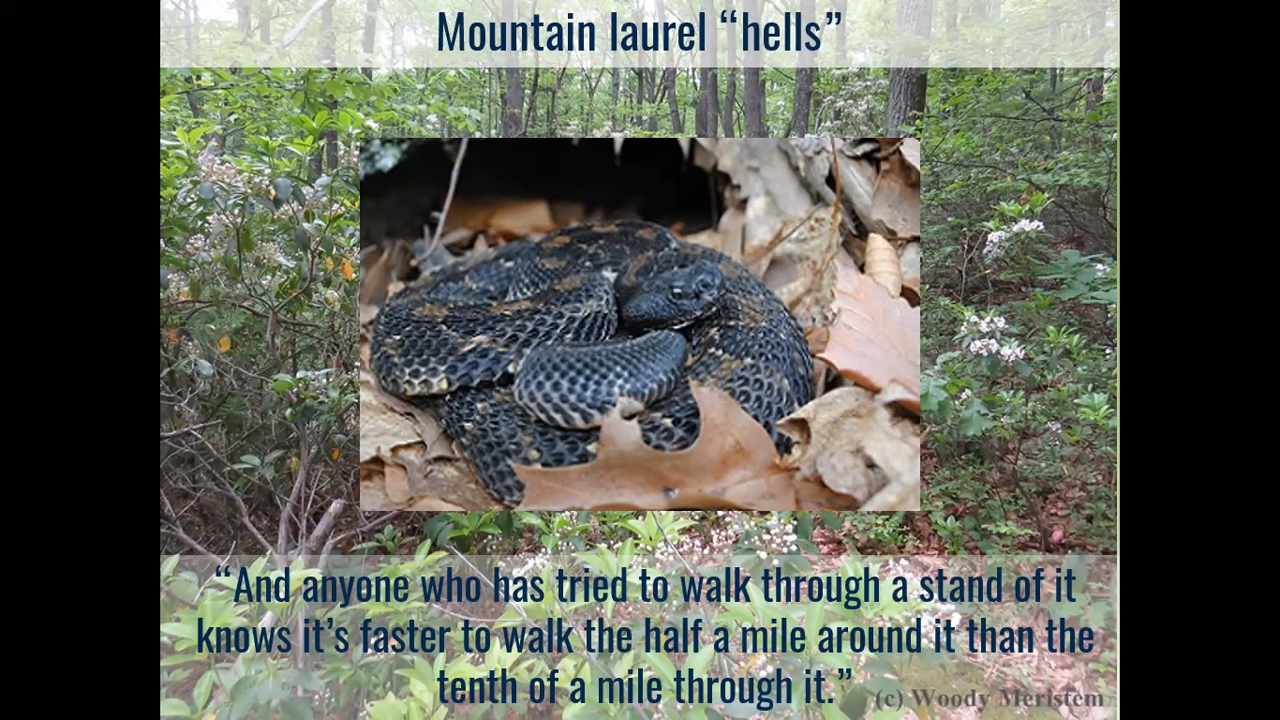 Mountain laurel “hells”
“And anyone who has tried to walk through a stand of it
knows it’s faster to walk the half a mile around it than the
tenth of a mile through it.”
(c) Woody Meristem